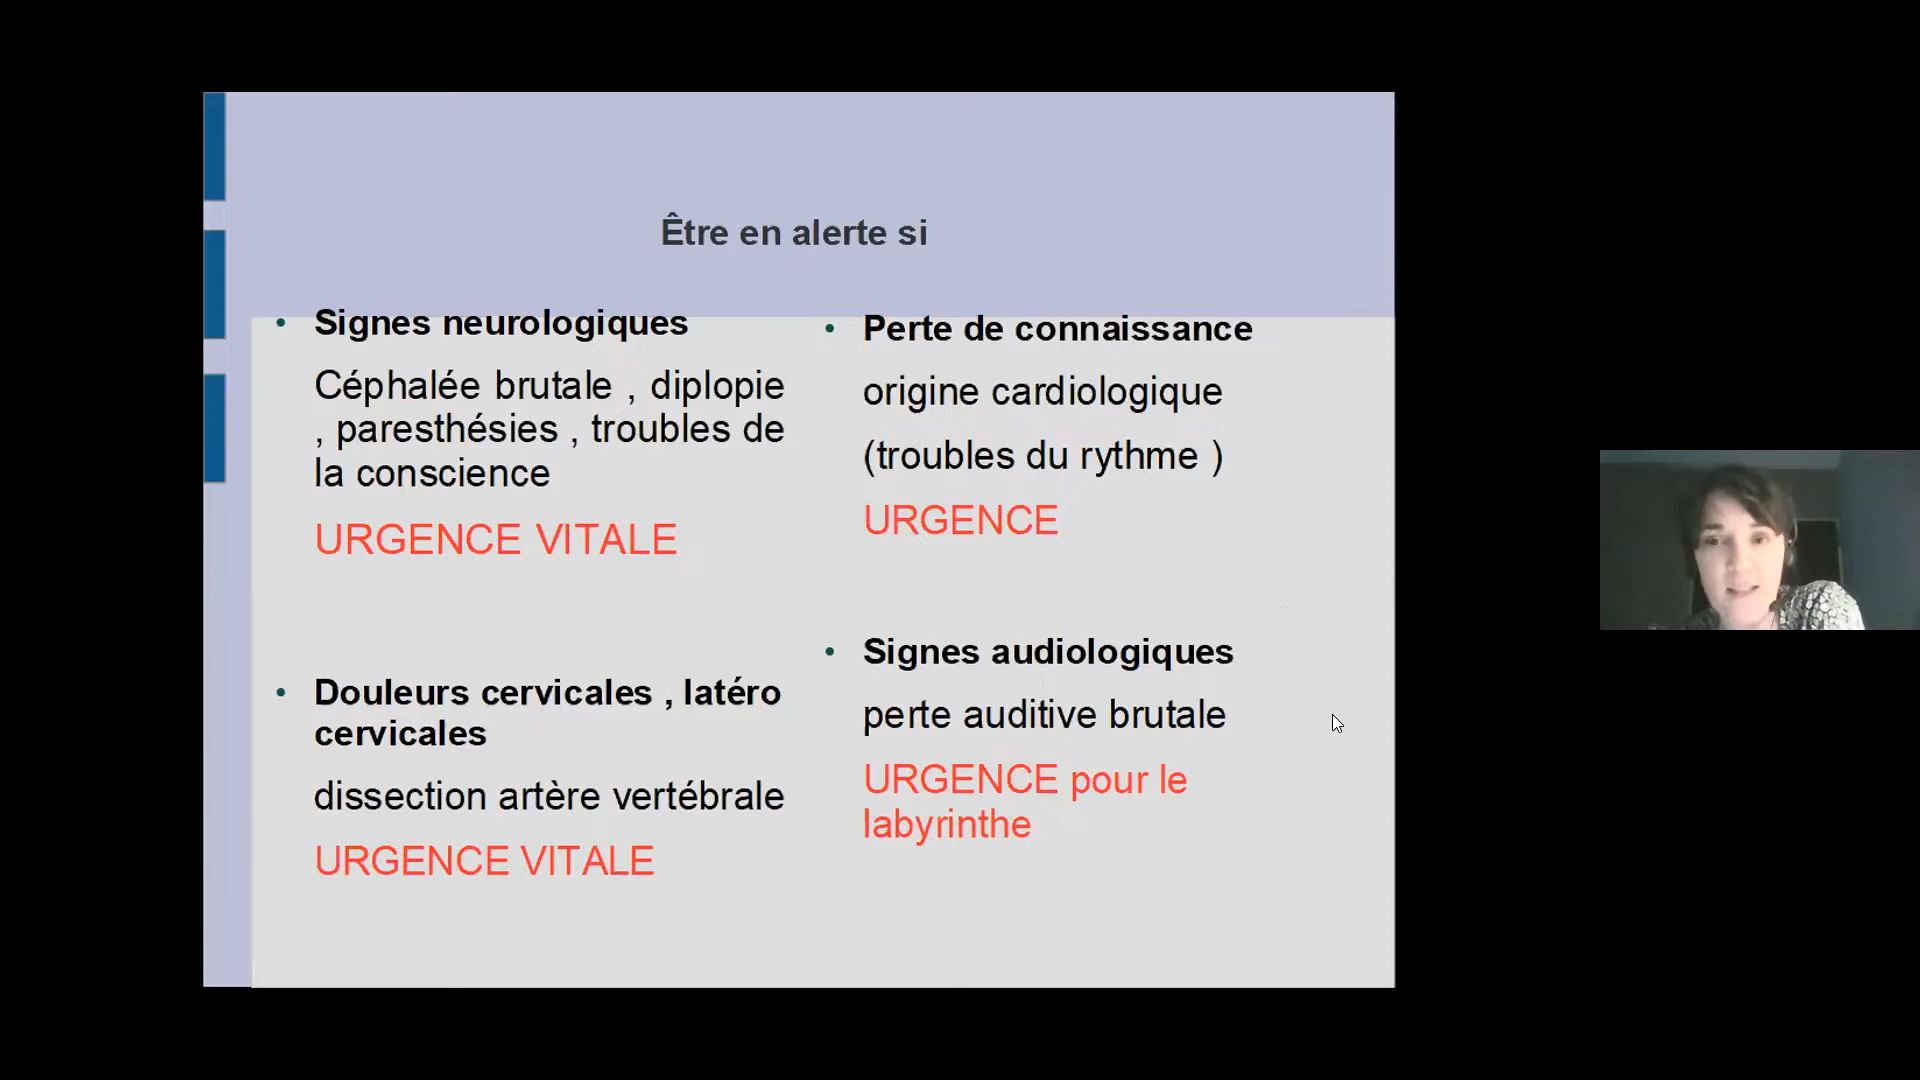 Être en alerte si
• Signes neurologiques
Céphalée brutale , diplopie
, paresthésies , troubles de
la conscience
URGENCE VITALE
• Douleurs cervicales , latéro
cervicales
dissection artère vertébrale
URGENCE VITALE
• Perte de connaissance
origine cardiologique
(troubles du rythme )
URGENCE
• Signes audiologiques
perte auditive brutale
URGENCE pour le
labyrinthe